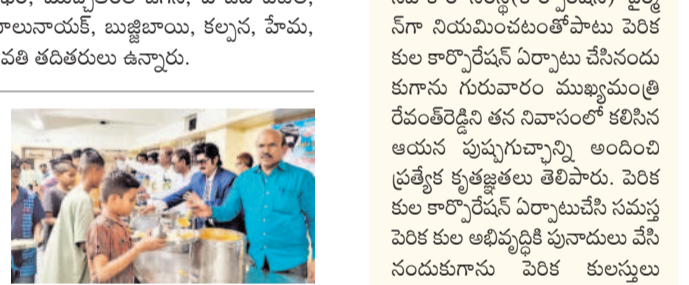 బాలునాయక్, బుజ్జిబాయి, కల్పన, హేమ,
వతి తదితరులు ఉన్నారు.
న్‌గా నియమించటంతోపాటు పెరిక
కుల కార్పొరేషన్ ఏర్పాటు చేసినందు
కుగాను గురువారం ముఖ్యమంత్రి
రేవంత్‌రెడ్డిని తన నివాసంలో కలిసిన
ఆయన పుష్పగుచ్ఛాన్ని అందించి
ప్రత్యేక కృతజ్ఞతలు తెలిపారు. పెరిక
కుల కార్పొరేషన్ ఏర్పాటుచేసి సమస్త
పెరిక కుల అభివృద్ధికి పునాదులు వేసి
నందుకుగాను పెరిక కులస్తులు